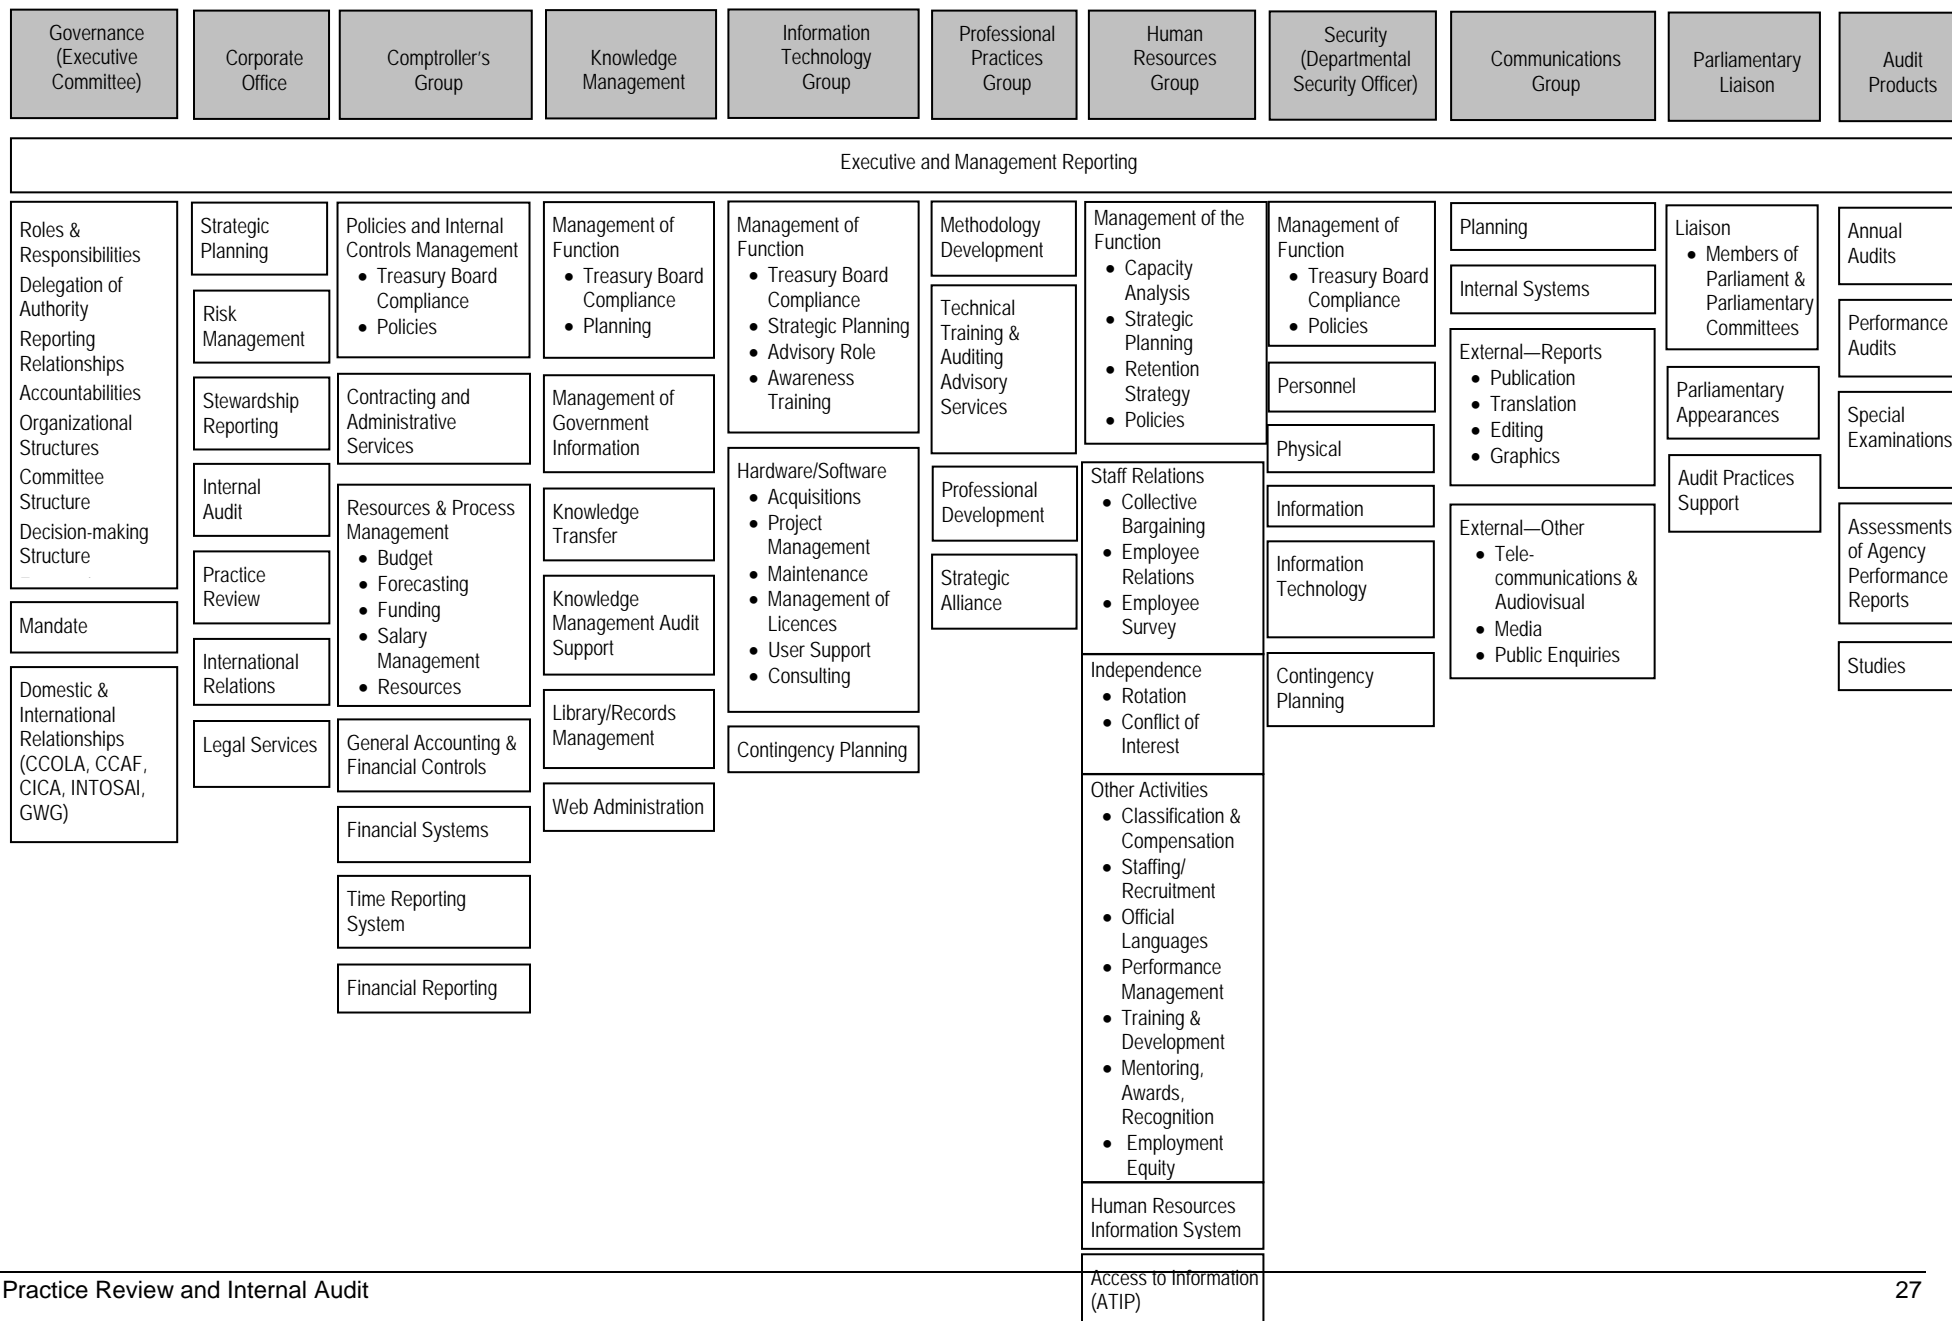 Governance
(Executive
Committee)
Corporate
Office
Comptroller's
Group
Knowledge
Management
Information
Technology
Group
Professional
Practices
Group
Human
Resources
Group
Security
(Departmental
Security Officer)
Communications
Group
Parliamentary
Liaison
Audit
Products
Executive and Management Reporting
Roles &
Responsibilities
Delegation of
Authority
Reporting
Relationships
Accountabilities
Organizational
Structures
Committee
Structure
Decision-making
Structure
Mandate
Domestic &
International
Relationships
(CCOLA, CCAF,
CICA, INTOSAI,
GWG)
Strategic
Planning
Risk
Management
Stewardship
Reporting
Internal
Audit
Practice
Review
International
Relations
Legal Services
Policies and Internal
Controls Management
• Treasury Board
Compliance
• Policies
Contracting and
Administrative
Services
Resources & Process
Management
• Budget
• Forecasting
• Funding
• Salary
Management
• Resources
General Accounting &
Financial Controls
Financial Systems
Time Reporting
System
Financial Reporting
Management of
Function
• Treasury Board
Compliance
• Planning
Management of
Government
Information
Knowledge
Transfer
Knowledge
Management Audit
Support
Library/Records
Management
Web Administration
Management of
Function
• Treasury Board
Compliance
• Strategic Planning
• Advisory Role
• Awareness
Training
Hardware/Software
• Acquisitions
• Project
Management
• Maintenance
• Management of
Licences
• User Support
• Consulting
Contingency Planning
Methodology
Development
Technical
Training &
Auditing
Advisory
Services
Professional
Development
Strategic
Alliance
Management of the
Function
• Capacity
Analysis
• Strategic
Planning
• Retention
Strategy
• Policies
Staff Relations
• Collective
Bargaining
• Employee
Relations
• Employee
Survey
Independence
• Rotation
• Conflict of
Interest
Other Activities
• Classification &
Compensation
• Staffing/
Recruitment
• Official
Languages
• Performance
Management
• Training &
Development
• Mentoring,
Awards,
Recognition
• Employment
Equity
Human Resources
Information System
Access to Information
(ATIP)
Management of
Function
• Treasury Board
Compliance
• Policies
Personnel
Physical
Information
Information
Technology
Contingency
Planning
Planning
Internal Systems
External—Reports
• Publication
• Translation
• Editing
• Graphics
External—Other
• Tele-
communications &
Audiovisual
• Media
• Public Enquiries
Liaison
• Members of
Parliament &
Parliamentary
Committees
Parliamentary
Appearances
Audit Practices
Support
Annual
Audits
Performance
Audits
Special
Examinations
Assessments
of Agency
Performance
Reports
Studies
Practice Review and Internal Audit
27